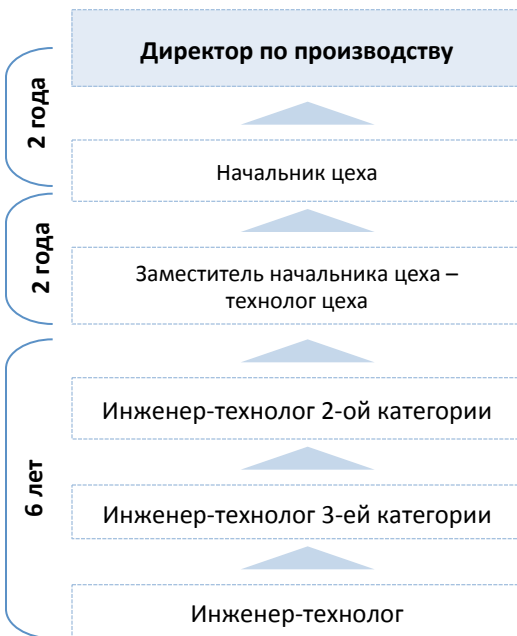 Директор по производству
2 года
Начальник цеха
2 года
Заместитель начальника цеха –
технолог цеха
Инженер-технолог 2-ой категории
6 лет
Инженер-технолог 3-ей категории
Инженер-технолог